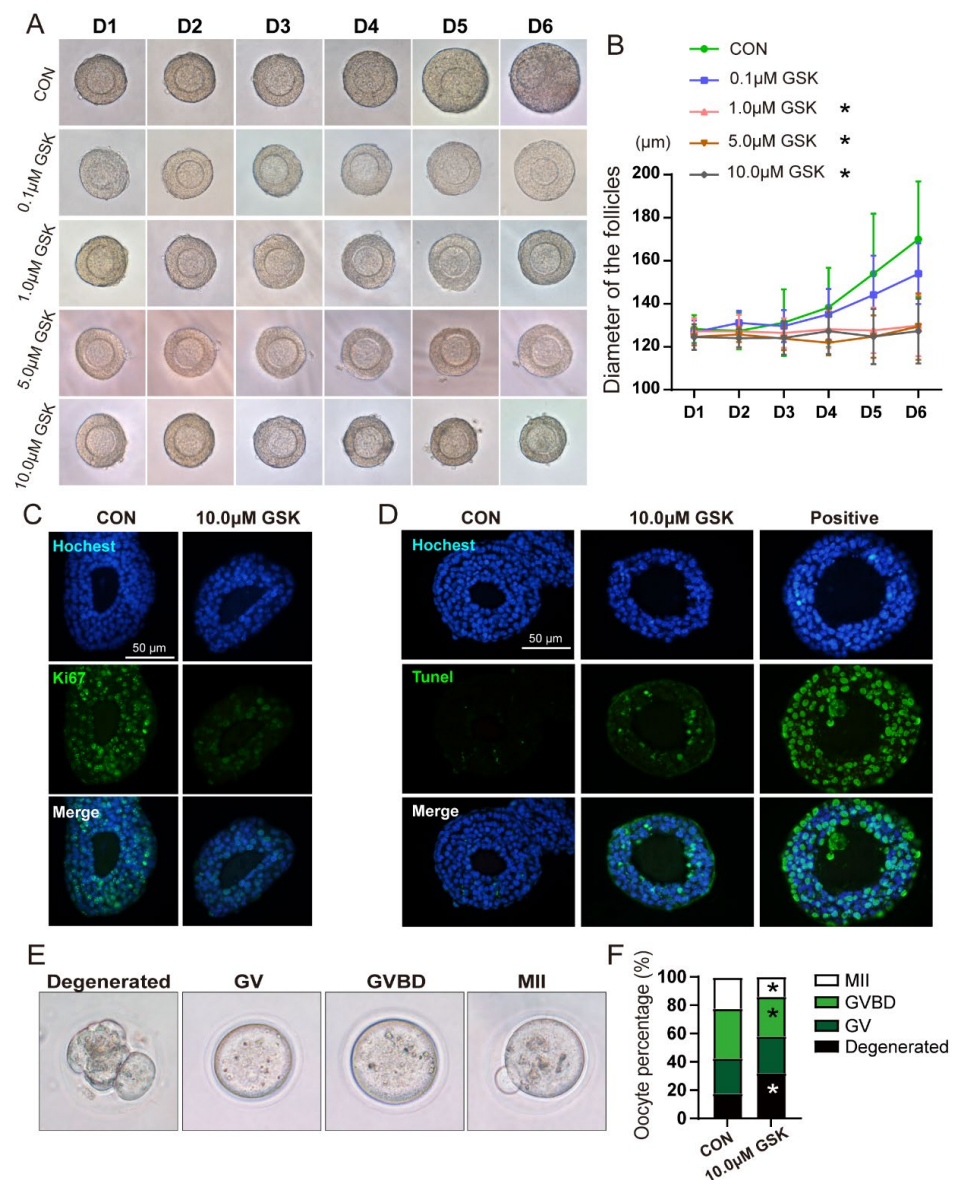 A
D1 D2 D3 D4 D5 D6
CON
0.1μM GSK
1.0μM GSK
5.0μM GSK
10.0μM GSK
B
CON
0.1μM GSK
1.0μM GSK *
5.0μM GSK *
10.0μM GSK *
(μm)
Diameter of the follicles
200
180
160
140
120
100
D1 D2 D3 D4 D5 D6
C
CON 10.0μM GSK
Hochest
50 μm
Ki67
Merge
D
CON 10.0μM GSK Positive
Hochest
50 μm
Tunel
Merge
E
Degenerated GV GVBD MII
F
Oocyte percentage (%)
100
80
60
40
20
0
*
*
*
CON
10.0μM GSK
MII
GVBD
GV
Degenerated